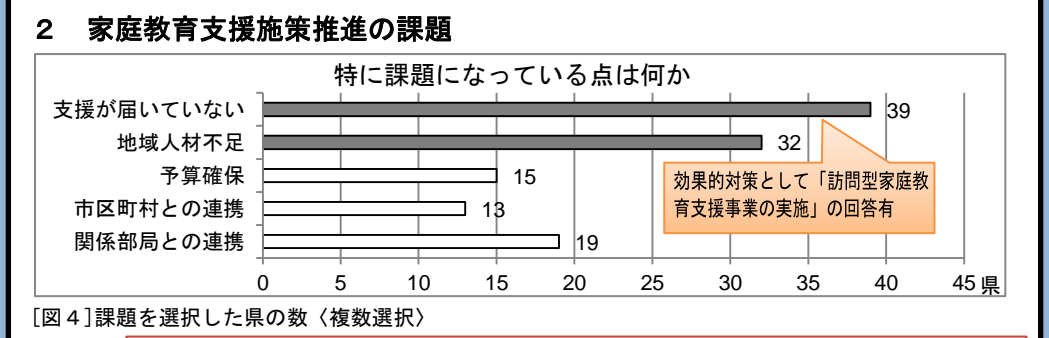 ２　家庭教育支援施策推進の課題
特に課題になっている点は何か
支援が届いていない 39
地域人材不足 32
予算確保 15
市区町村との連携 13
関係部局との連携 19
効果的対策として「訪問型家庭教
育支援事業の実施」の回答有
0 5 10 15 20 25 30 35 40 45 県
[図４]課題を選択した県の数〈複数選択〉